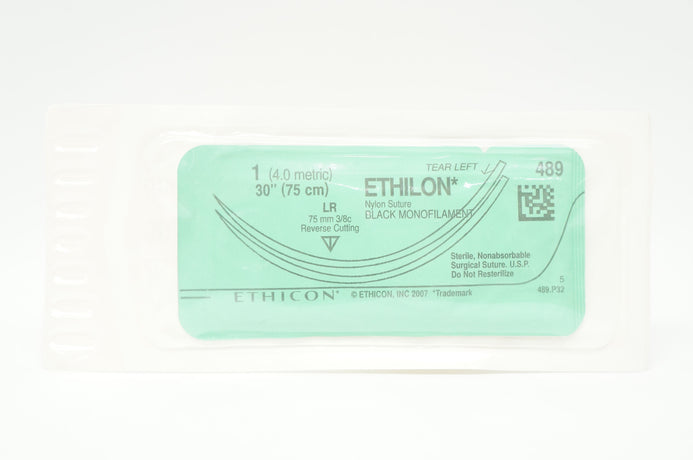 1 (4.0 metric)
30" (75 cm)
LR
75 mm 3/8c
Reverse Cutting
TEAR LEFT
ETHILON*
Nylon Suture
BLACK MONOFILAMENT
489
Sterile, Nonabsorbable
Surgical Suture. U.S.P.
Do Not Resterilize
5
489.P32
ETHICON* © ETHICON, INC 2007 *Trademark